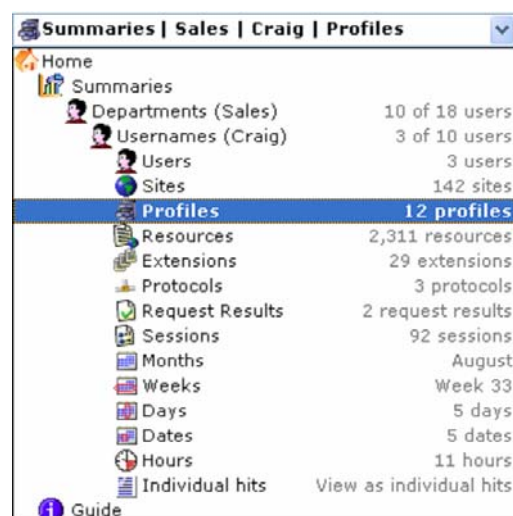 Summaries | Sales | Craig | Profiles
Home
Summaries
Departments (Sales) 10 of 18 users
Usernames (Craig) 3 of 10 users
Users 3 users
Sites 142 sites
Profiles 12 profiles
Resources 2,311 resources
Extensions 29 extensions
Protocols 3 protocols
Request Results 2 request results
Sessions 92 sessions
Months August
Weeks Week 33
Days 5 days
Dates 5 dates
Hours 11 hours
Individual hits View as individual hits
Guide